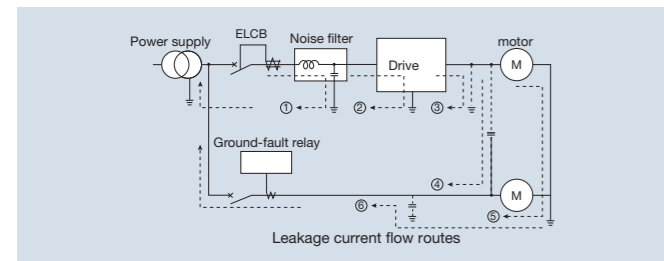 ELCB
Noise filter
Power supply
motor
Drive
M
①
②
③
Ground-fault relay
④
M
⑥
⑤
Leakage current flow routes